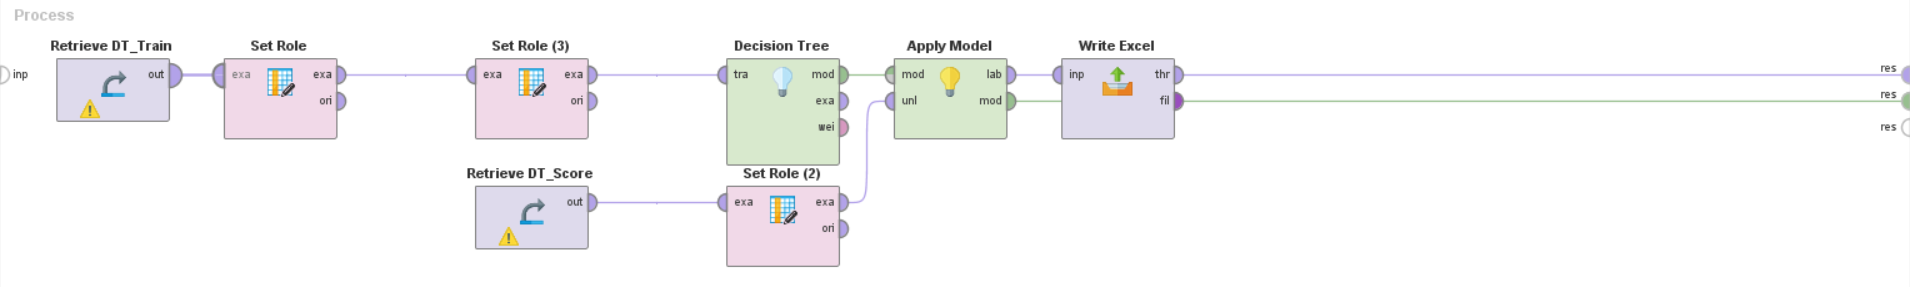 Process
Retrieve DT_Train
Set Role
Set Role (3)
Decision Tree
Apply Model
Write Excel
inp
out
exa
exa
exa
exa
tra
mod
mod
lab
inp
thr
res
ori
ori
exa
unl
mod
fil
res
wei
res
Retrieve DT_Score
Set Role (2)
out
exa
exa
ori